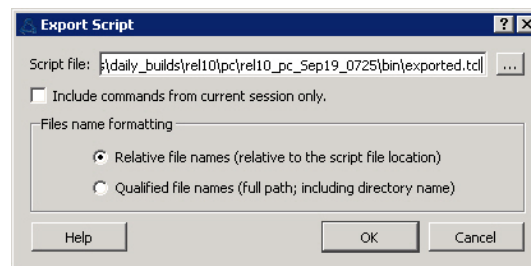 Export Script
Script file: s\daily_builds\rel10\pc\rel10_pc_Sep19_0725\bin\exported.tcl ...
Include commands from current session only.
Files name formatting
Relative file names (relative to the script file location)
Qualified file names (full path; including directory name)
Help OK Cancel